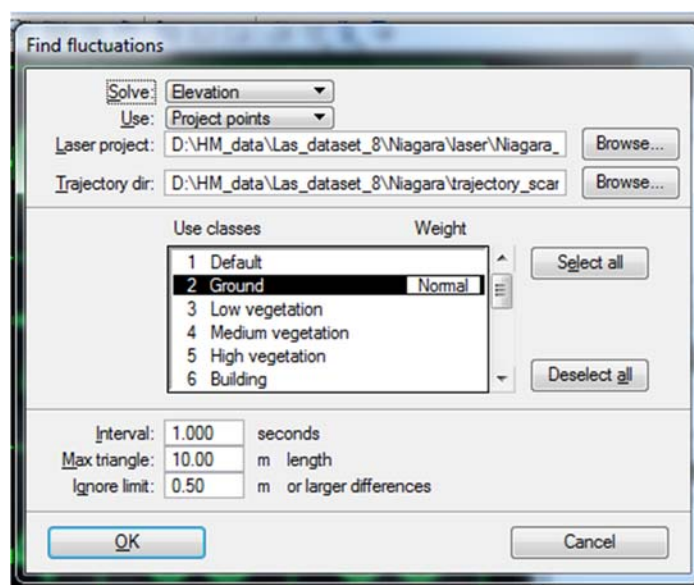 Find fluctuations
Solve: Elevation
Use: Project points
Laser project: D:\HM_data\Las_dataset_8\Niagara\laser\Niagara_ Browse...
Trajectory dir: D:\HM_data\Las_dataset_8\Niagara\trajectory_scar Browse...
Use classes Weight
1 Default
2 Ground Normal
3 Low vegetation
4 Medium vegetation
5 High vegetation
6 Building
Select all
Deselect all
Interval: 1.000 seconds
Max triangle: 10.00 m length
Ignore limit: 0.50 m or larger differences
OK Cancel